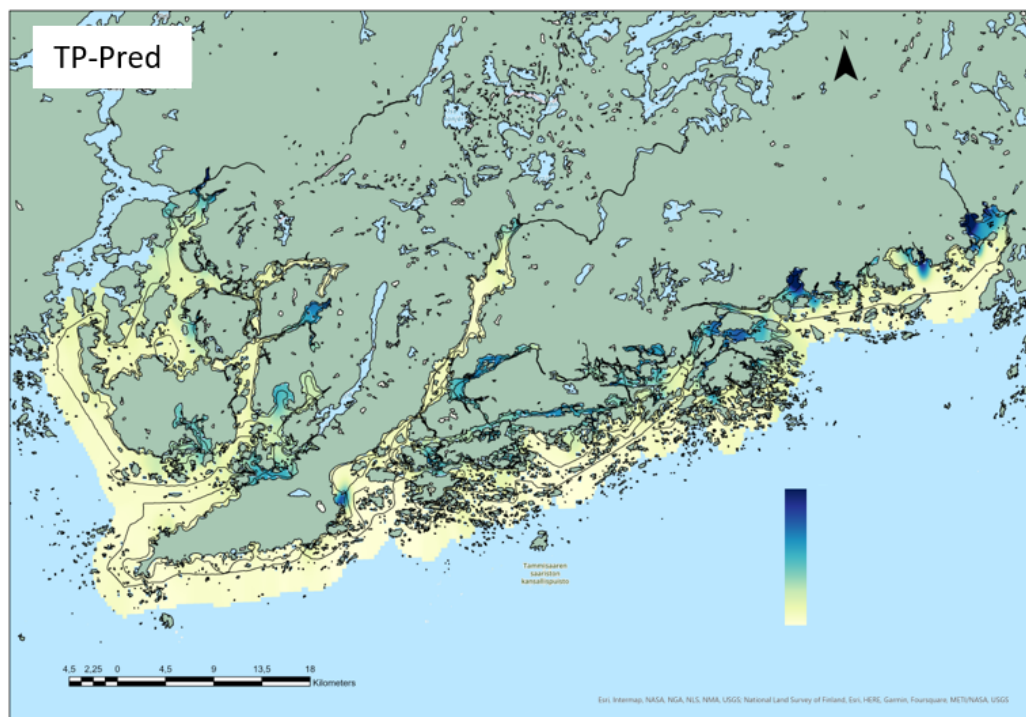 TP-Pred
N
Tammisaaren
saariston
kansallispuisto
4,5 2,25 0 4,5 9 13,5 18
Kilometers
Esri, Intermap, NASA, NGA, NLS, NMA, USGS; National Land Survey of Finland, Esri, HERE, Garmin, Foursquare, METI/NASA, USGS